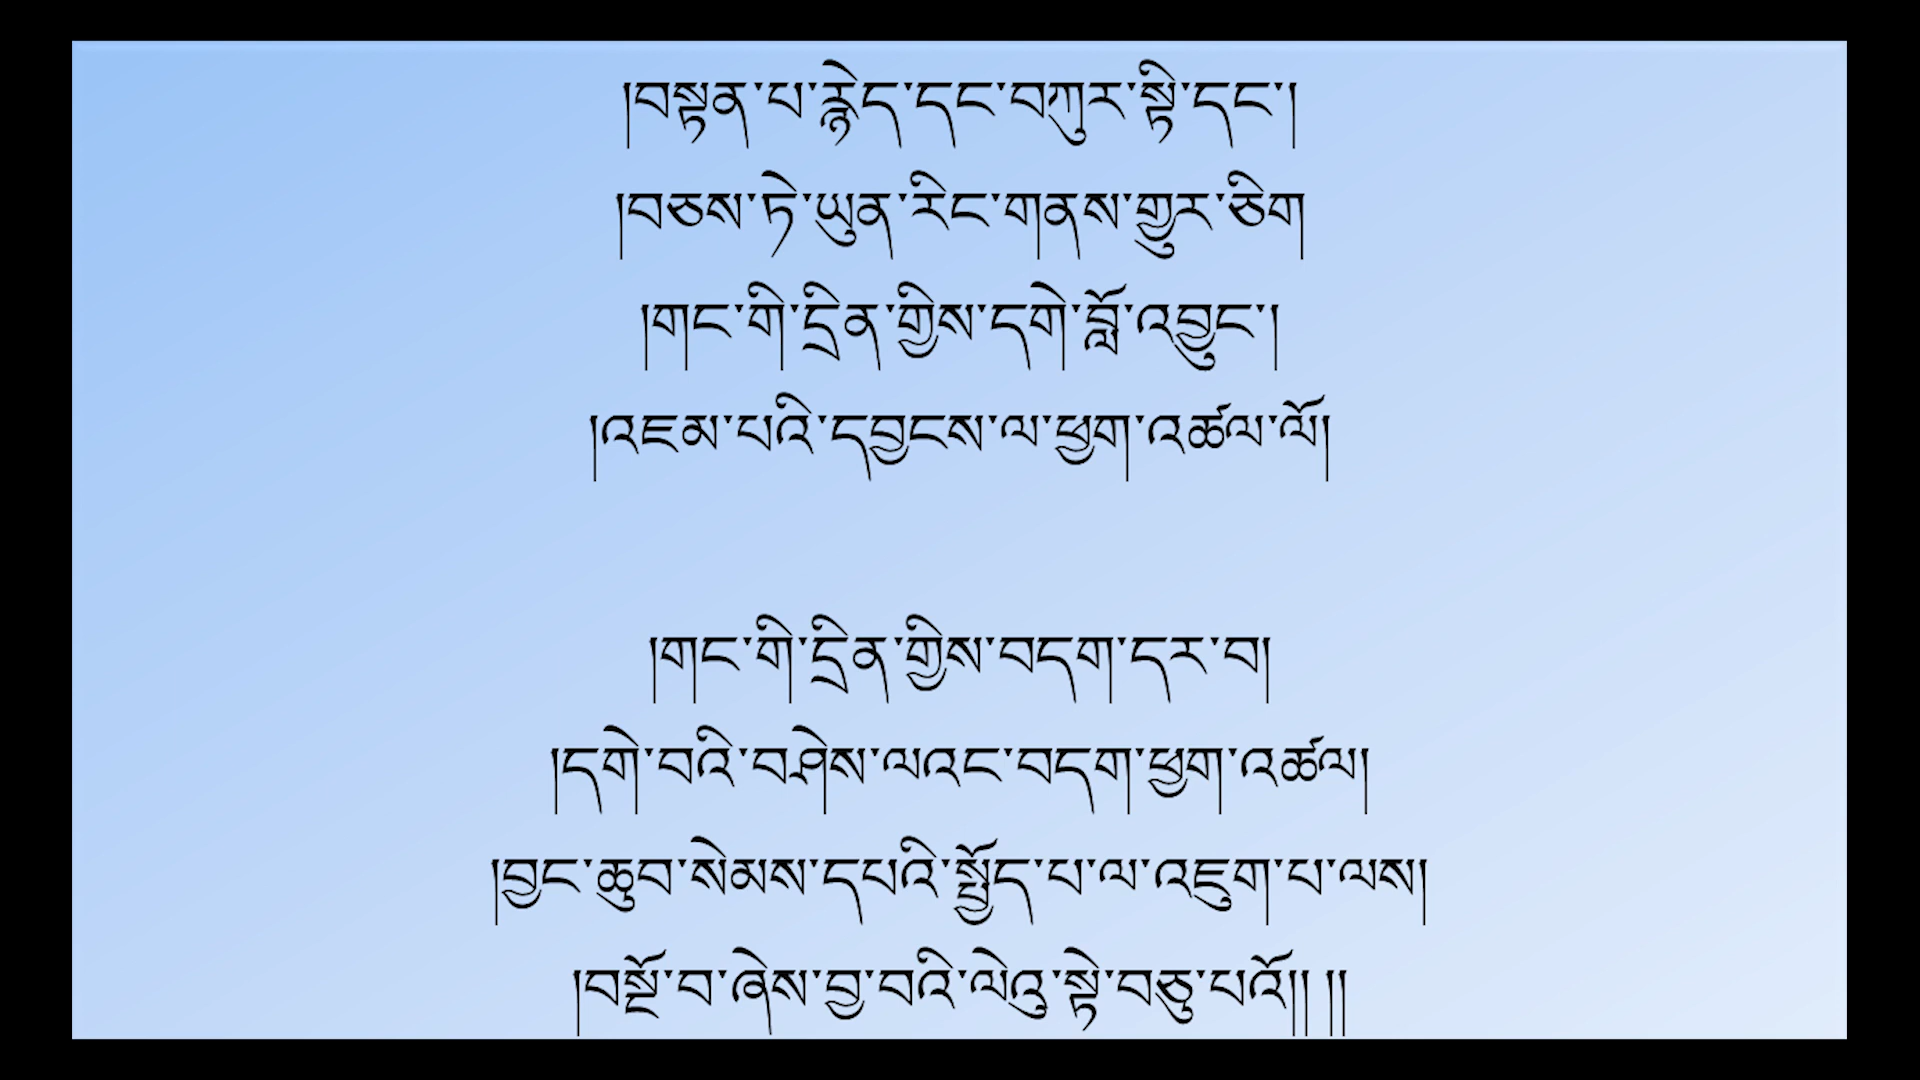 །བསྟན་པ་རྙེད་དང་བཀུར་སྟི་དང་།
།བཅས་ཏེ་ཡུན་རིང་གནས་གྱུར་ཅིག
།གང་གི་དྲིན་གྱིས་དགེ་བློ་འབྱུང་།
།འཇམ་པའི་དབྱངས་ལ་ཕྱག་འཚལ་ལོ།
།གང་གི་དྲིན་གྱིས་བདག་དར་བ།
།དགེ་བའི་བཤེས་ལའང་བདག་ཕྱག་འཚལ།
།བྱང་ཆུབ་སེམས་དཔའི་སྤྱོད་པ་ལ་འཇུག་པ་ལས།
།བསྔོ་བ་ཞེས་བྱ་བའི་ལེའུ་སྟེ་བཅུ་པའོ།། །།